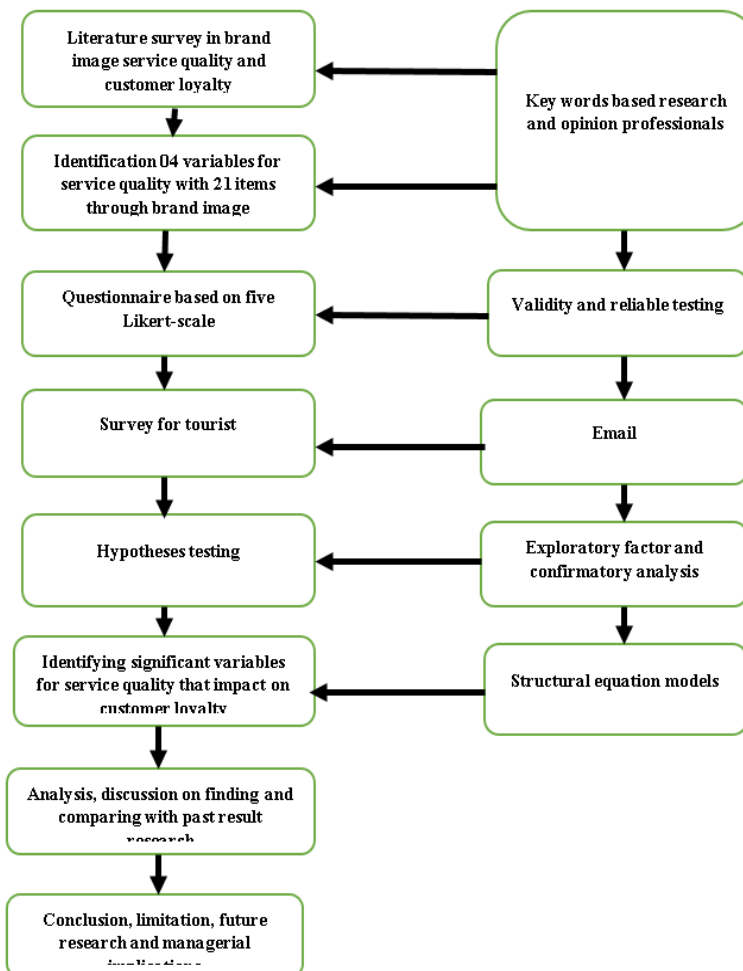 Literature survey in brand
image service quality and
customer loyalty
Key words based research
and opinion professionals
Identification 04 variables for
service quality with 21 items
through brand image
Questionnaire based on five
Likert-scale
Validity and reliable testing
Survey for tourist
Email
Hypotheses testing
Exploratory factor and
confirmatory analysis
Identifying significant variables
for service quality that impact on
customer loyalty
Structural equation models
Analysis, discussion on finding and
comparing with past result
research
Conclusion, limitation, future
research and managerial
implications